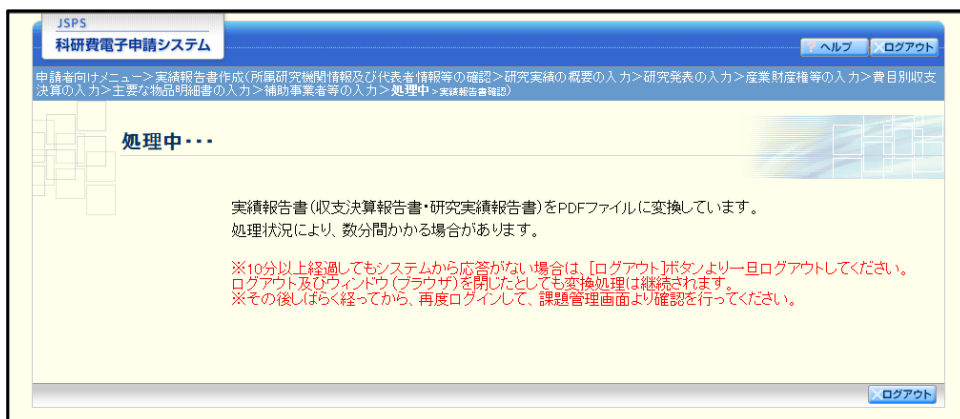 JSPS
科研費電子申請システム
? ヘルプ ×ログアウト
申請者向けメニュー>実績報告書作成(所属研究機関情報及び代表者情報等の確認>研究実績の概要の入力>研究発表の入力>産業財産権等の入力>費目別収支
決算の入力>主要な物品明細書の入力>補助事業者等の入力>処理中>実績報告書確認)
処理中・・・
実績報告書(収支決算報告書・研究実績報告書)をPDFファイルに変換しています。
処理状況により、数分間かかる場合があります。
※10分以上経過してもシステムから応答がない場合は、[ログアウト]ボタンより一旦ログアウトしてください。
ログアウト及びウィンドウ(ブラウザ)を閉じたとしても変換処理は継続されます。
※その後しばらく経ってから、再度ログインして、課題管理画面より確認を行ってください。
×ログアウト